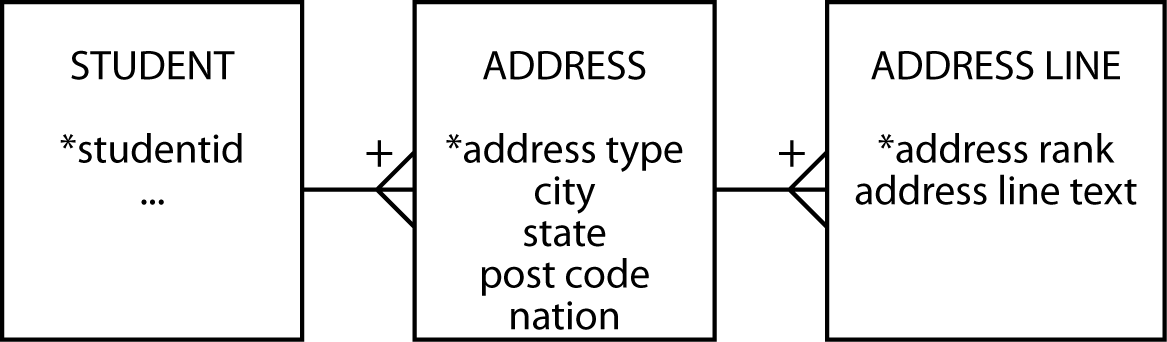 STUDENT
*studentid
...
+
ADDRESS
*address type
city
state
post code
nation
+
ADDRESS LINE
*address rank
address line text